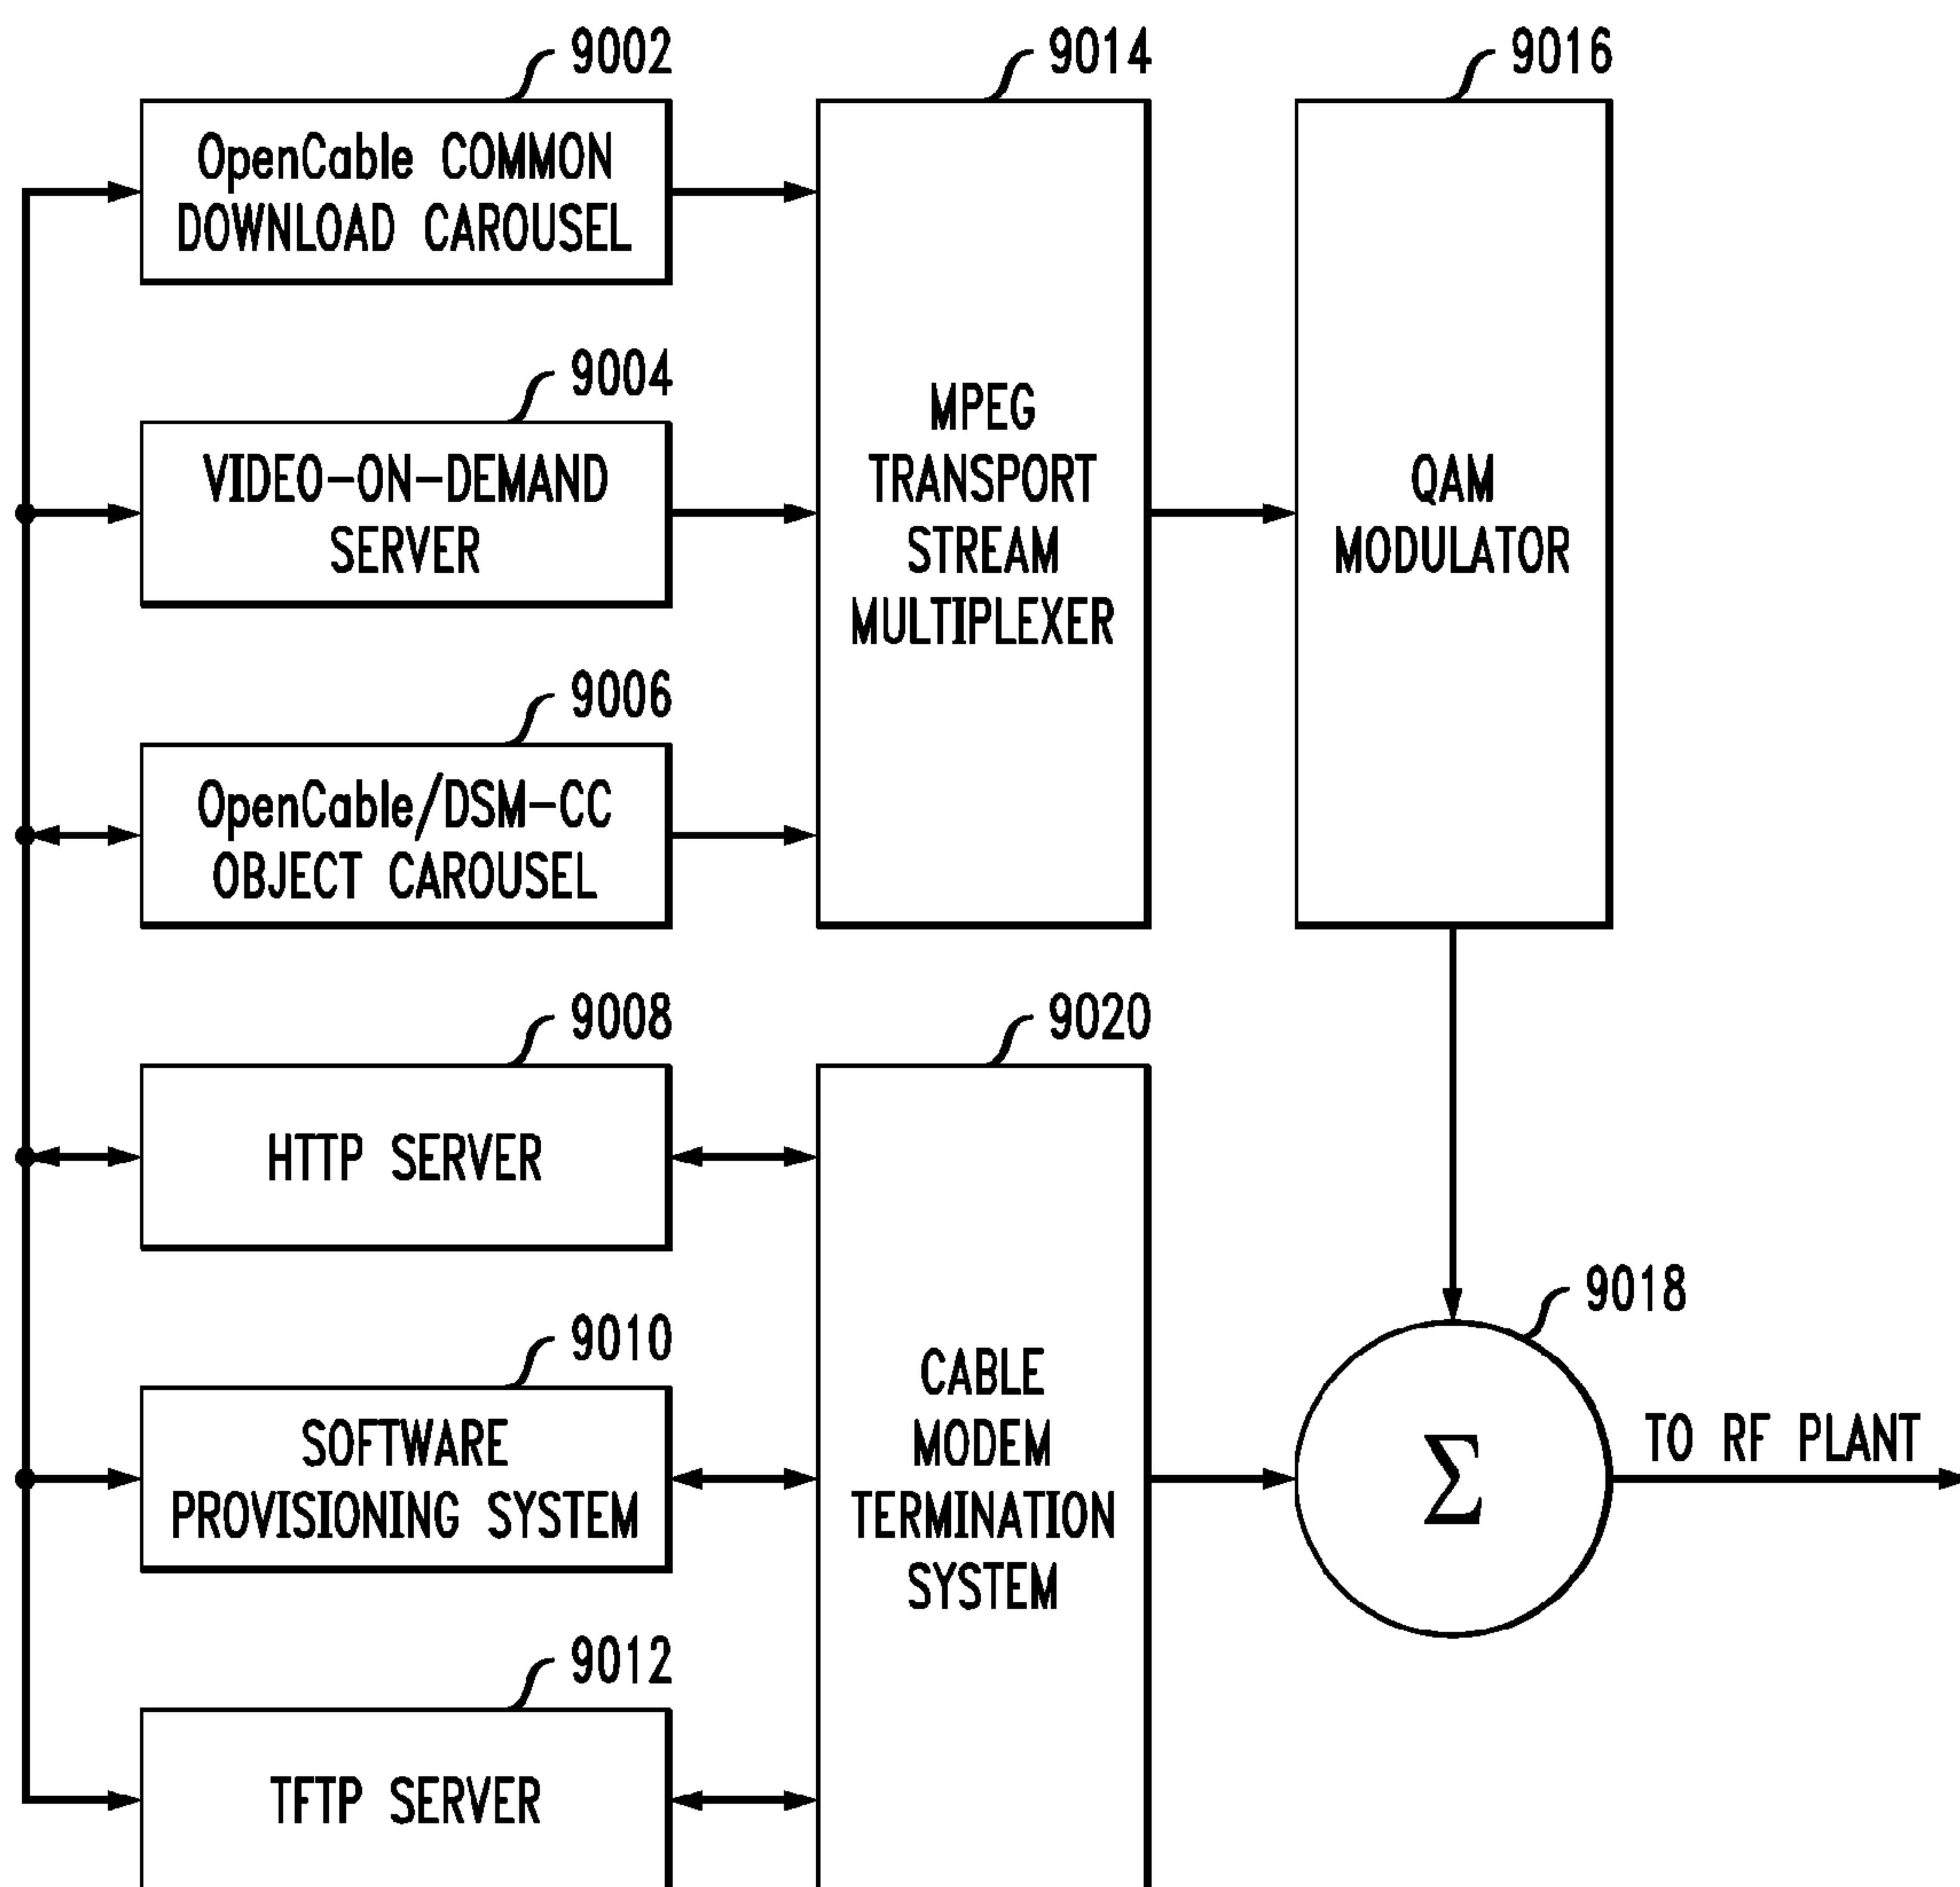 9002
OpenCable COMMON
DOWNLOAD CAROUSEL
9004
VIDEO-ON-DEMAND
SERVER
9006
OpenCable/DSM-CC
OBJECT CAROUSEL
9008
HTTP SERVER
9010
SOFTWARE
PROVISIONING SYSTEM
9012
TFTP SERVER
9014
MPEG
TRANSPORT
STREAM
MULTIPLEXER
9020
CABLE
MODEM
TERMINATION
SYSTEM
9016
QAM
MODULATOR
9018
Σ
TO RF PLANT